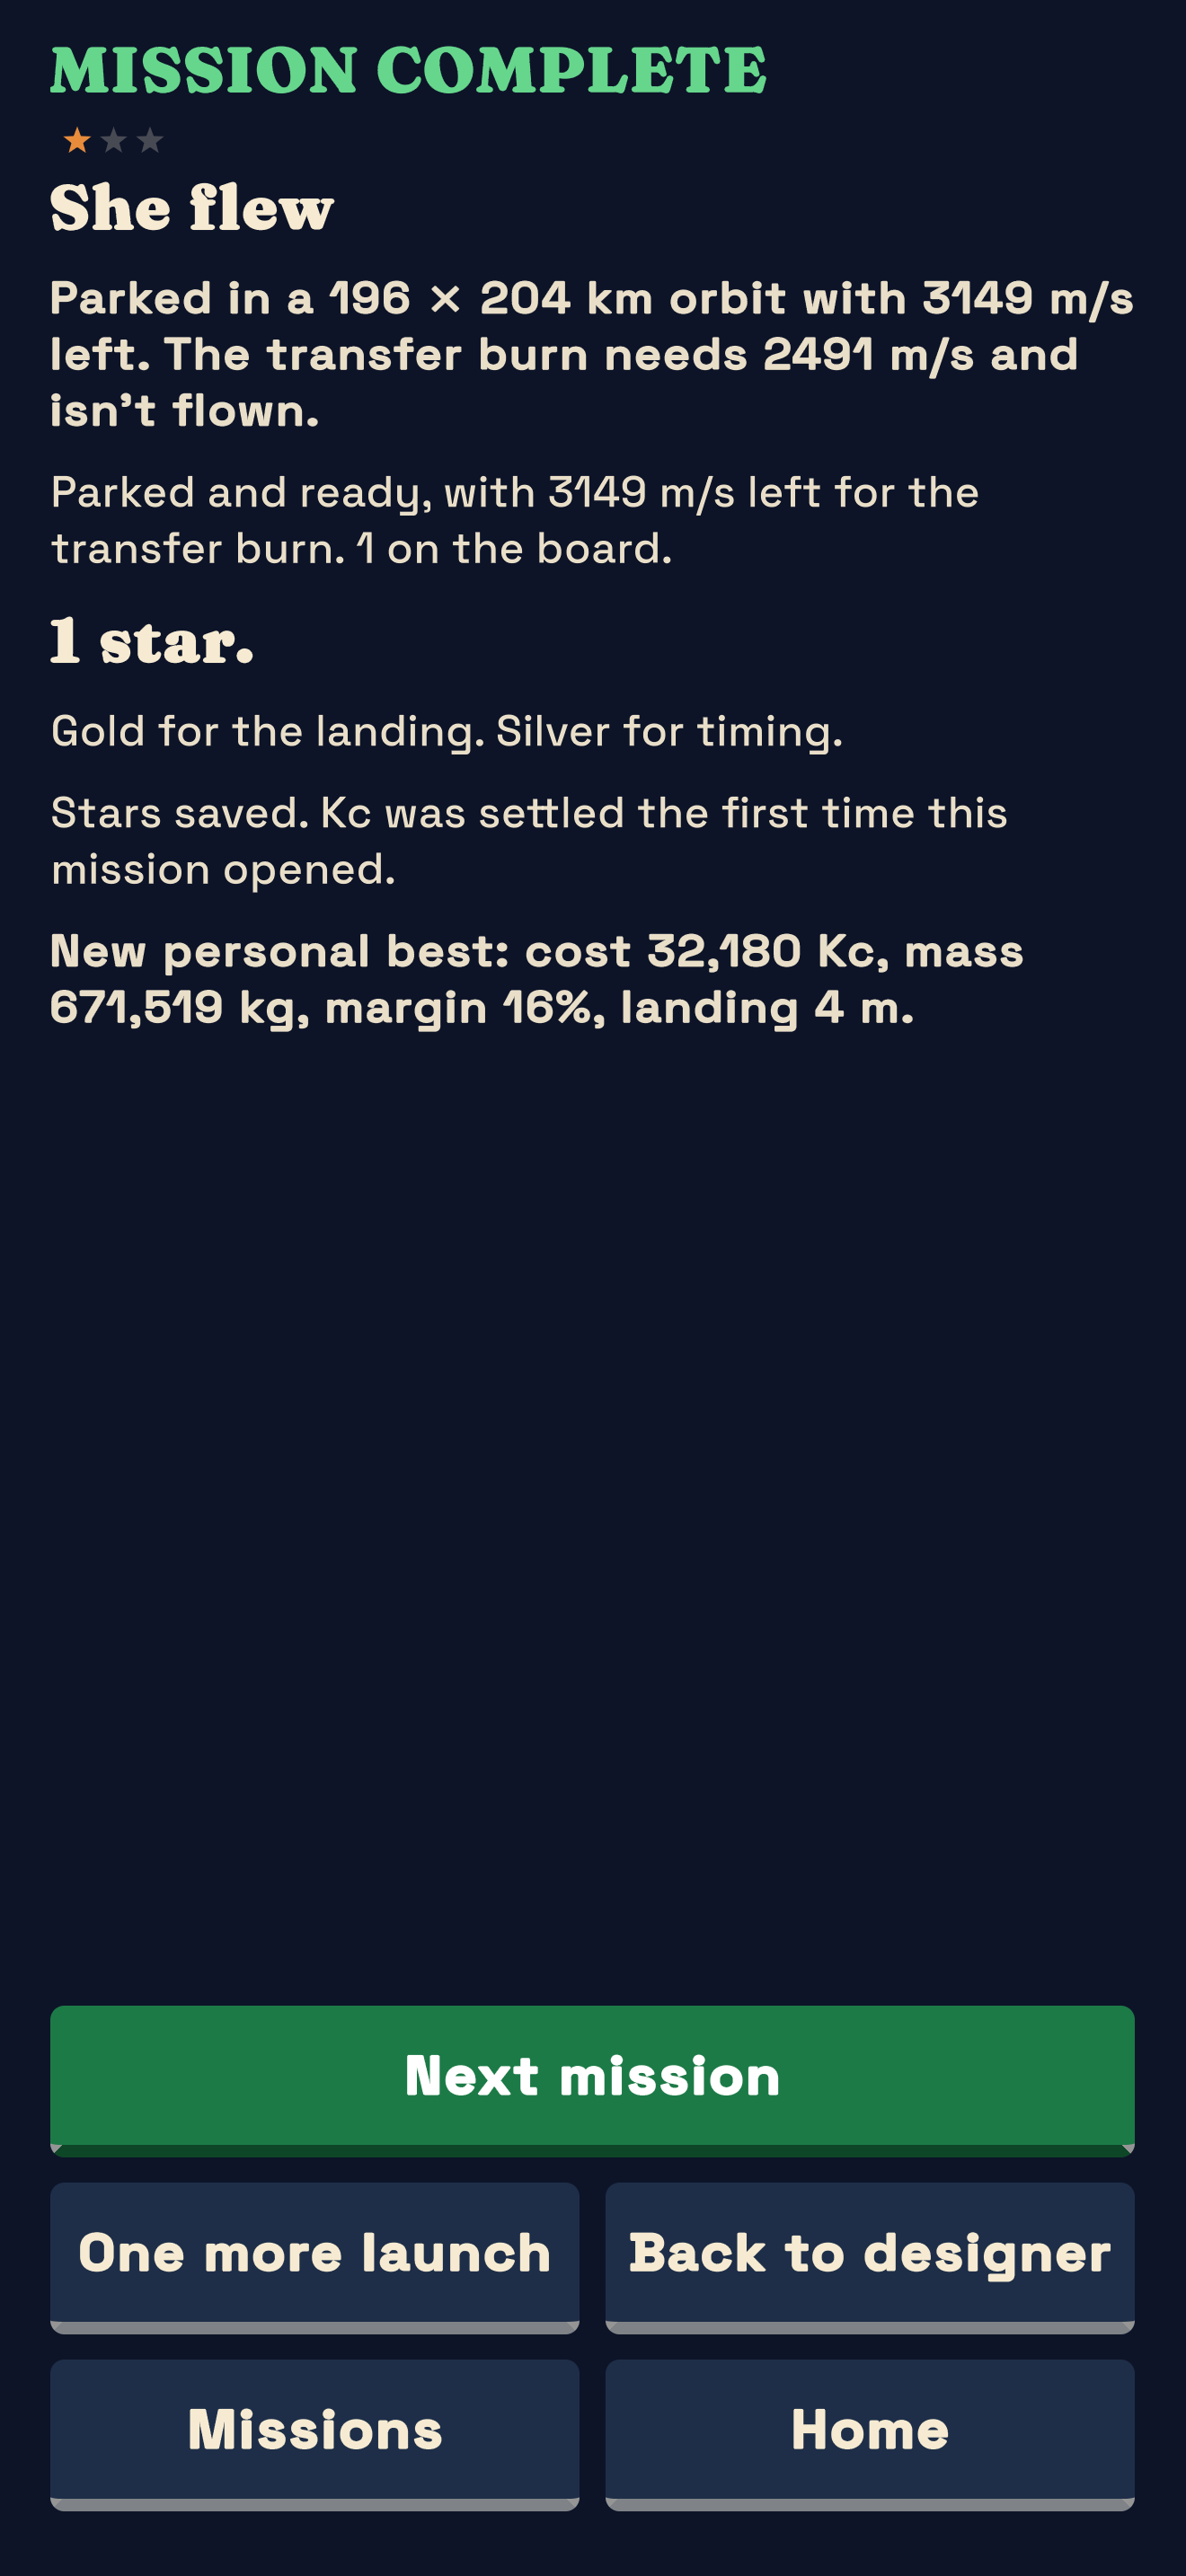 MISSION COMPLETE
She flew
Parked in a 196 × 204 km orbit with 3149 m/s
left. The transfer burn needs 2491 m/s and
isn't flown.
Parked and ready, with 3149 m/s left for the
transfer burn. 1 on the board.
1 star.
Gold for the landing. Silver for timing.
Stars saved. Kc was settled the first time this
mission opened.
New personal best: cost 32,180 Kc, mass
671,519 kg, margin 16%, landing 4 m.
Next mission
One more launch
Back to designer
Missions
Home